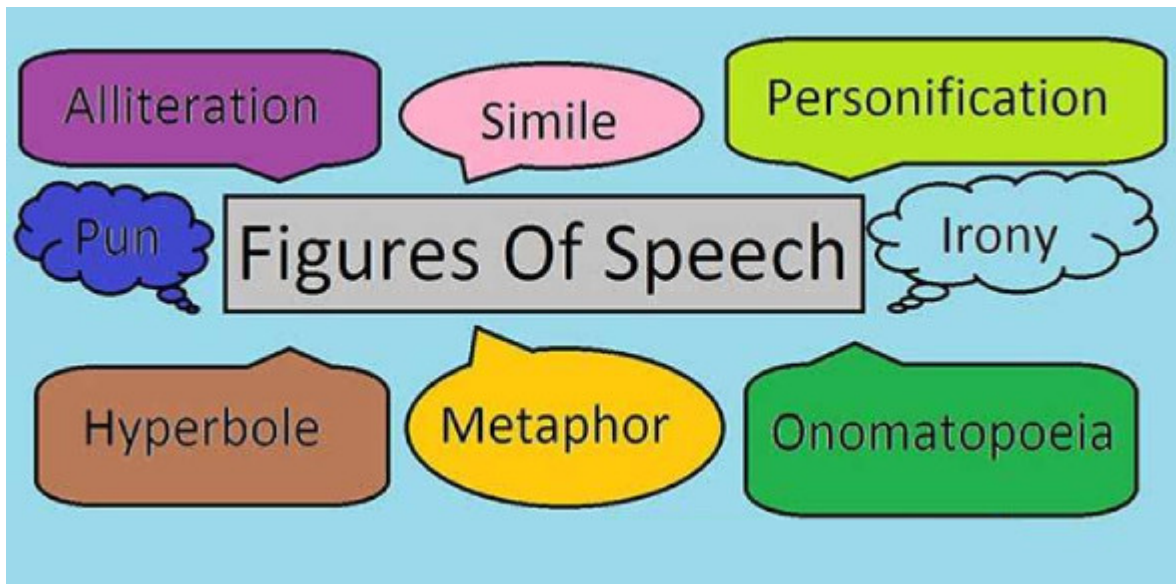 Alliteration
Simile
Personification
Pun
Figures Of Speech
Irony
Hyperbole
Metaphor
Onomatopoeia